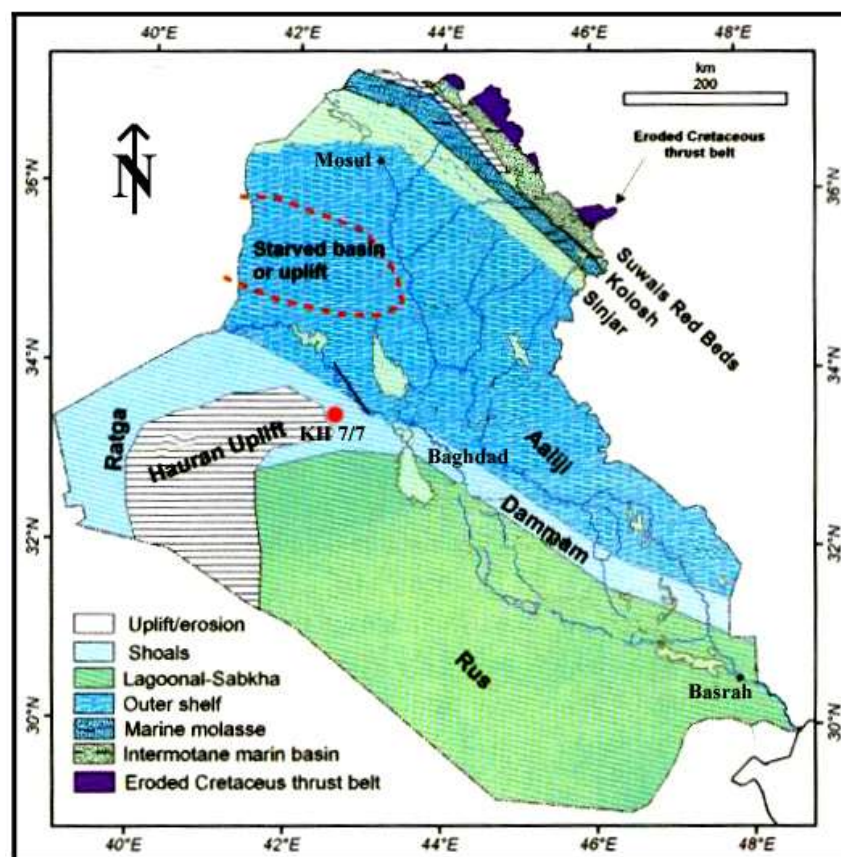 40°E 42°E 44°E 46°E 48°E
km
200
Eroded Cretaceous
thrust belt
N
Mosul
36°N 36°N
Starved basin
or uplift
Suwais Red Beds
Kolosh
Sinjar
34°N 34°N
Ratga
Hauran Uplift
KH 7/7
Baghdad
Aaliji
Dammam
32°N 32°N
Rus
Basrah
30°N 30°N
Uplift/erosion
Shoals
Lagoonal-Sabkha
Outer shelf
Marine molasse
Intermotane marin basin
Eroded Cretaceus thrust belt
40°E 42°E 44°E 46°E 48°E